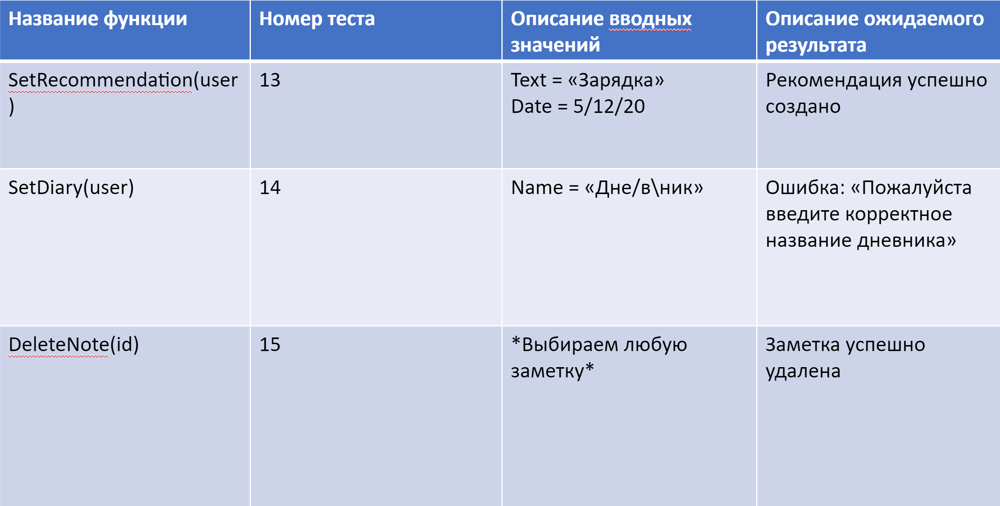 Название функции
Номер теста
Описание вводных
значений
Описание ожидаемого
результата
SetRecommendation(user
)
13
Text = «Зарядка»
Date = 5/12/20
Рекомендация успешно
создано
SetDiary(user)
14
Name = «Дне/в\ник»
Ошибка: «Пожалуйста
введите корректное
название дневника»
DeleteNote(id)
15
*Выбираем любую
заметку*
Заметка успешно
удалена